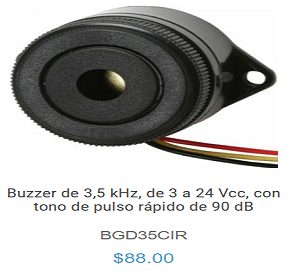 Buzzer de 3,5 kHz, de 3 a 24 Vcc, con
tono de pulso rápido de 90 dB
BGD35CIR
$88.00